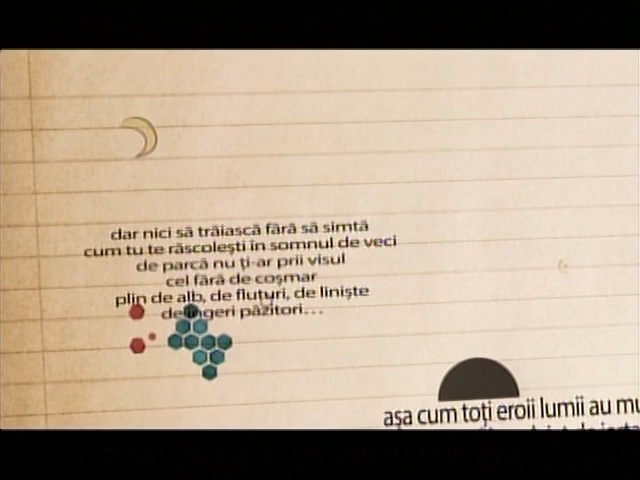 dar nici să trăiască fără să simtă
cum tu te răscolești în somnul de veci
de parcă nu ți-ar prii visul
cel fără de coșmar
plin de alb, de fluturi, de liniște
de îngeri păzitori...
așa cum toți eroii lumii au